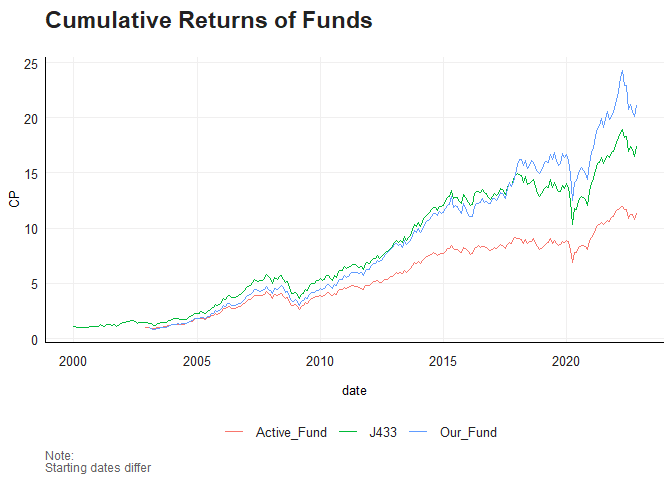 Cumulative Returns of Funds
25
20
15
10
5
0
CP
2000 2005 2010 2015 2020
date
Active_Fund J433 Our_Fund
Note:
Starting dates differ